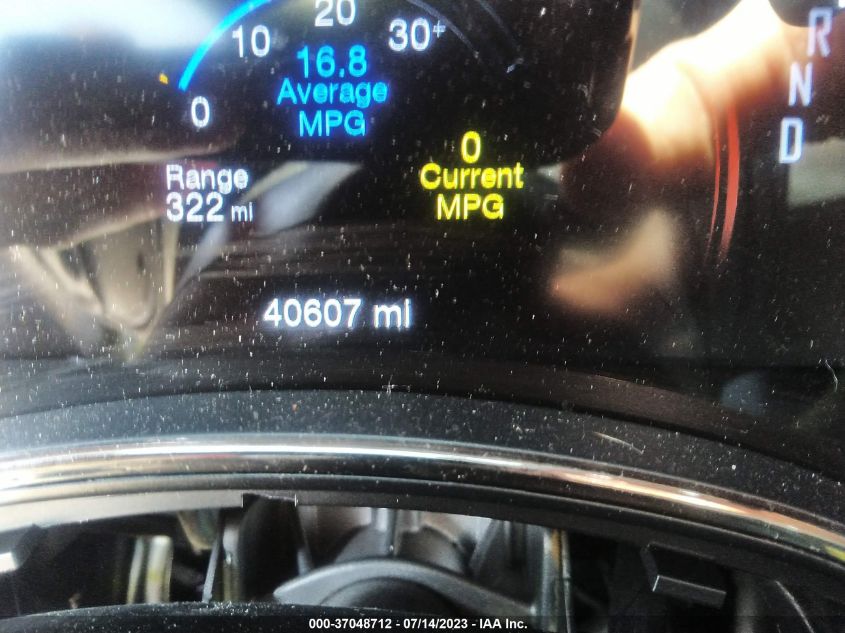 20
10
30+
R
16.8
Average
MPG
0
N
D
0
Current
MPG
Range
322 mi
40607 mi
000-37048712 - 07/14/2023 - IAA Inc.